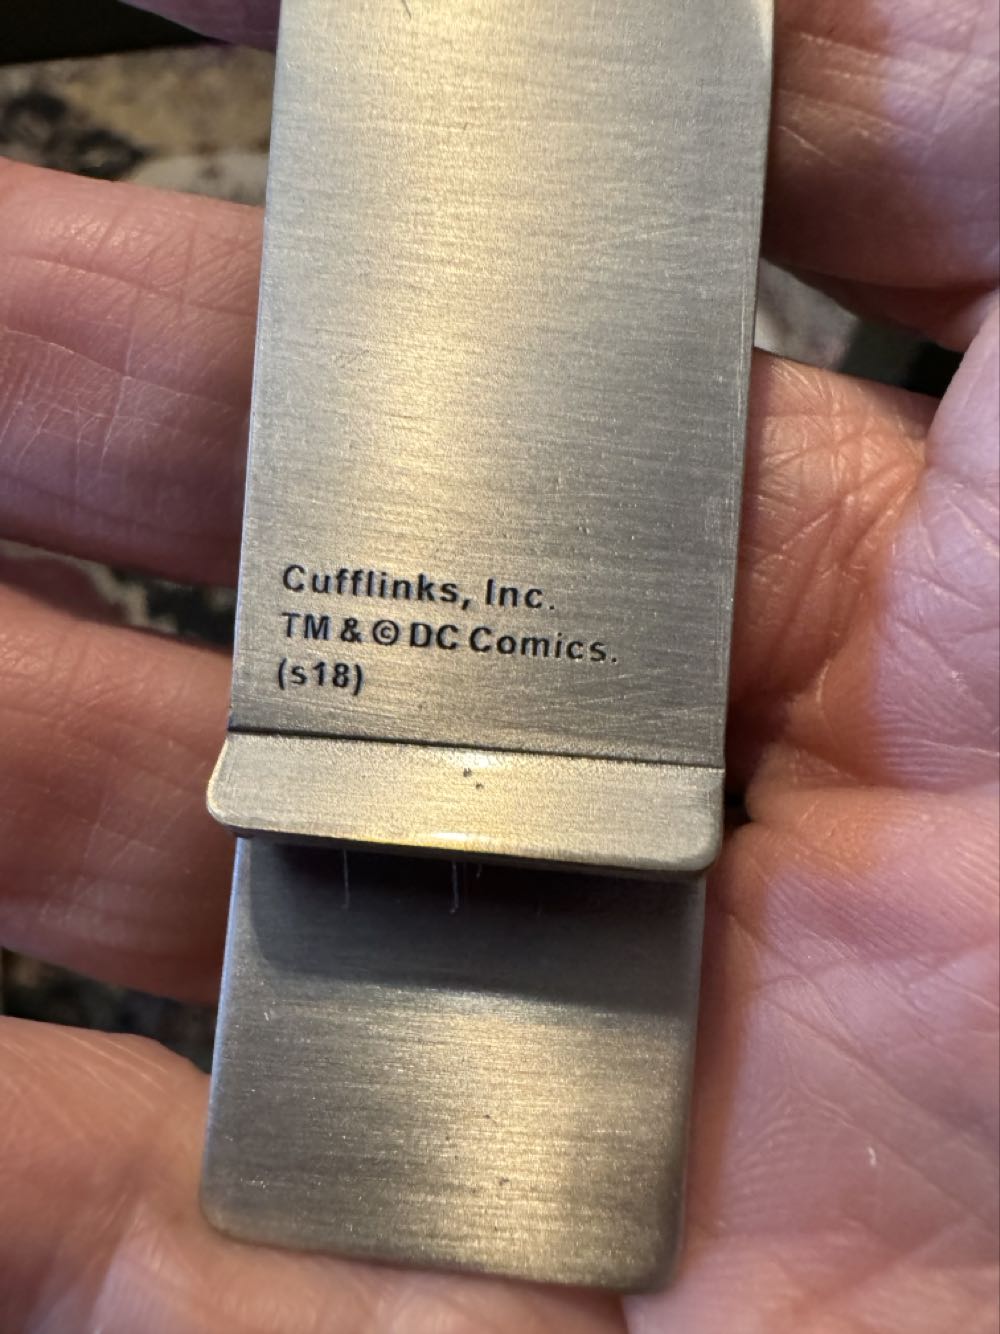 Cufflinks, Inc.
TM & © DC Comics.
(s18)